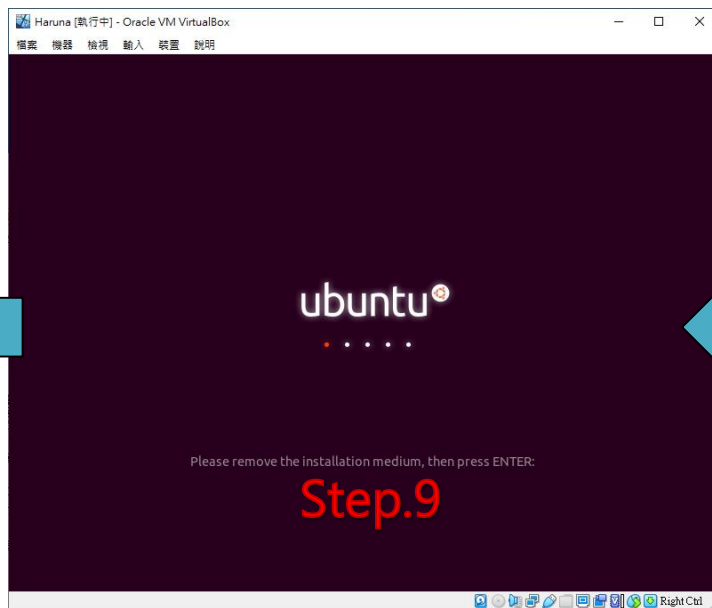 Haruna [執行中] - Oracle VM VirtualBox
檔案 機器 檢視 輸入 裝置 說明
ubuntu
Please remove the installation medium, then press ENTER:
Step.9
Right Ctrl